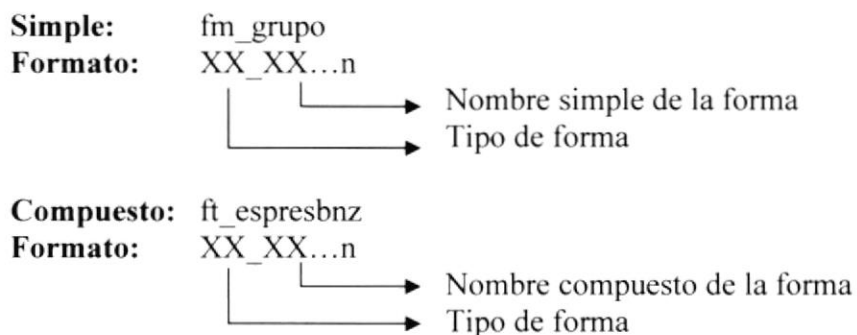 Simple: fm_grupo
Formato: XX_XX...n
Nombre simple de la forma
Tipo de forma
Compuesto: ft_espresbnz
Formato: XX_XX...n
Nombre compuesto de la forma
Tipo de forma